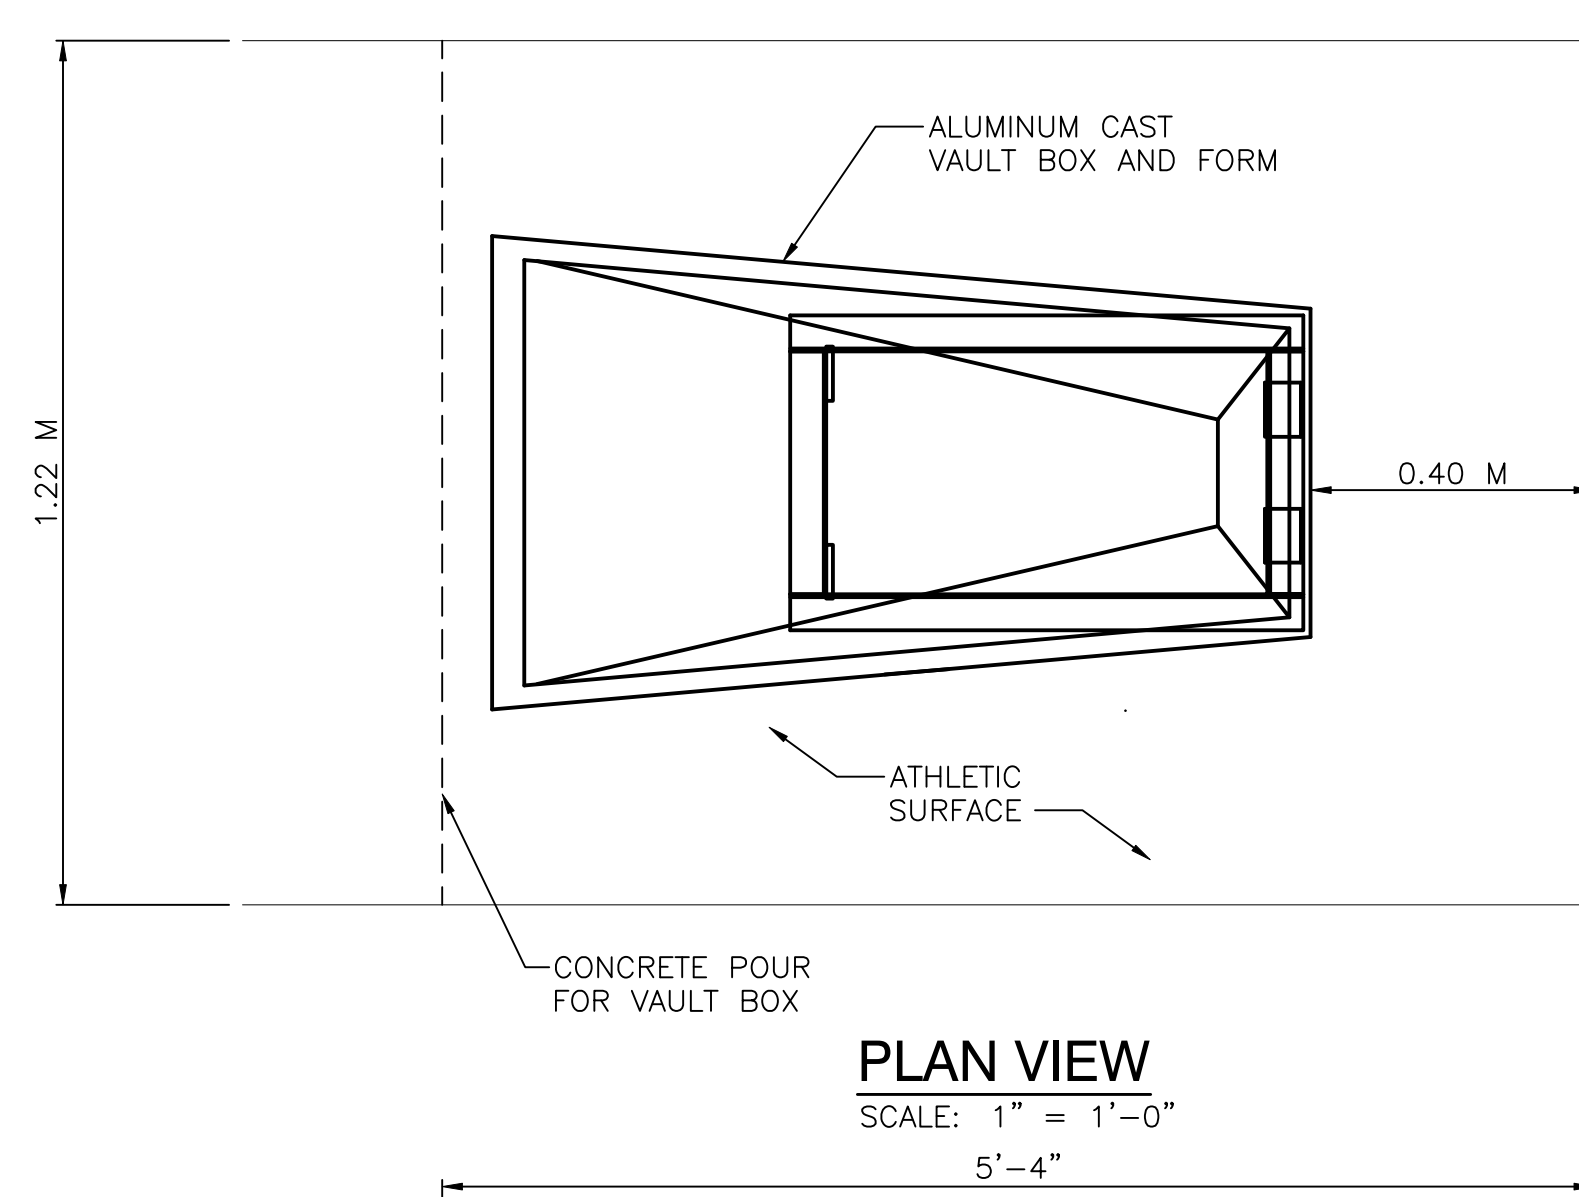 ALUMINUM CAST
VAULT BOX AND FORM
1.22 M
0.40 M
ATHLETIC
SURFACE
CONCRETE POUR
FOR VAULT BOX
PLAN VIEW
SCALE: 1" = 1'-0"
5'-4"